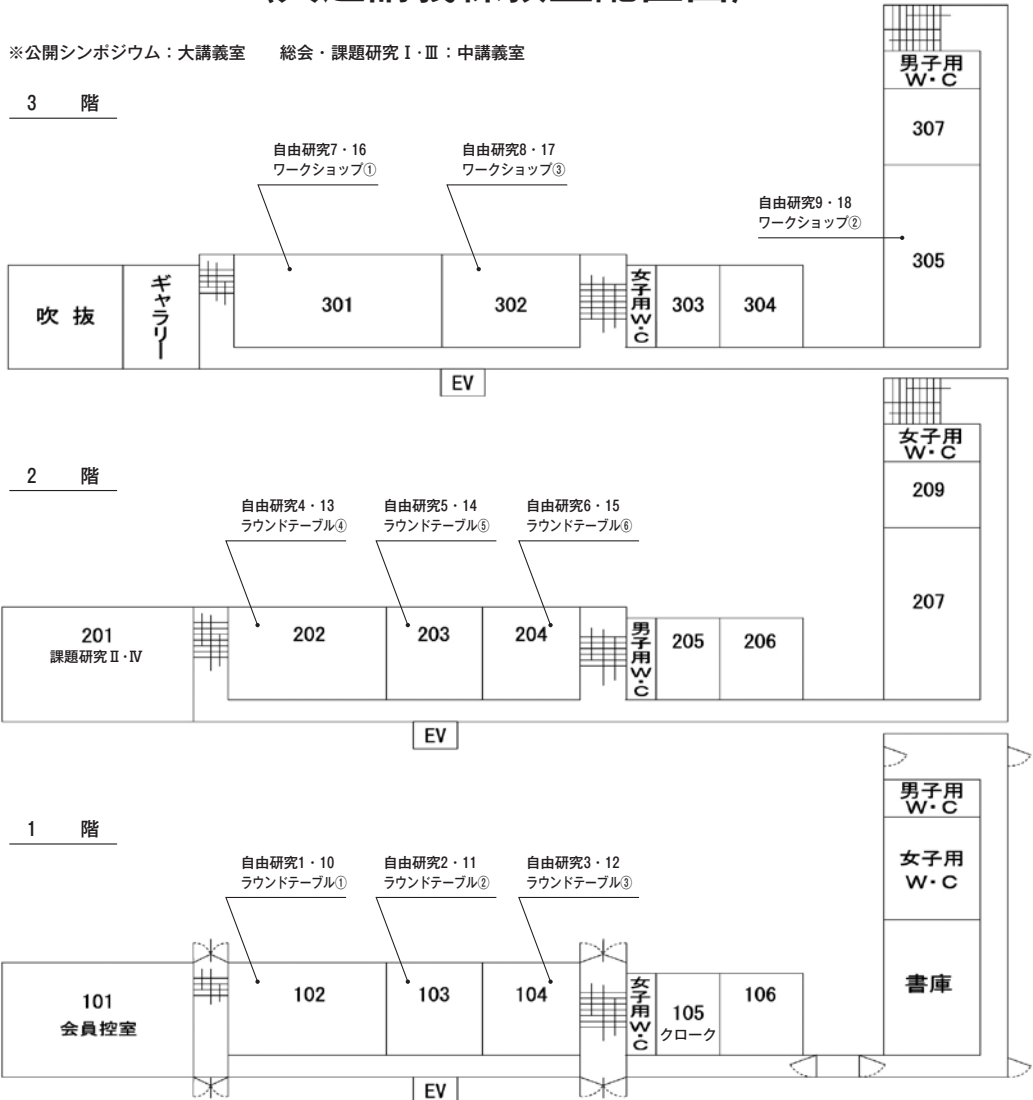 ※公開シンポジウム：大講義室　　総会・課題研究Ⅰ・Ⅲ：中講義室
3　階
自由研究7・16
ワークショップ①
自由研究8・17
ワークショップ③
自由研究9・18
ワークショップ②
男子用
W・C
307
305
吹 抜
ギャラリー
301
302
女子用W・C
303
304
EV
2　階
自由研究4・13
ラウンドテーブル④
自由研究5・14
ラウンドテーブル⑤
自由研究6・15
ラウンドテーブル⑥
女子用
W・C
209
207
201
課題研究Ⅱ・Ⅳ
202
203
204
男子用W・C
205
206
EV
1　階
自由研究1・10
ラウンドテーブル①
自由研究2・11
ラウンドテーブル②
自由研究3・12
ラウンドテーブル③
男子用
W・C
女子用
W・C
書庫
101
会員控室
102
103
104
女子用W・C
105
クローク
106
EV